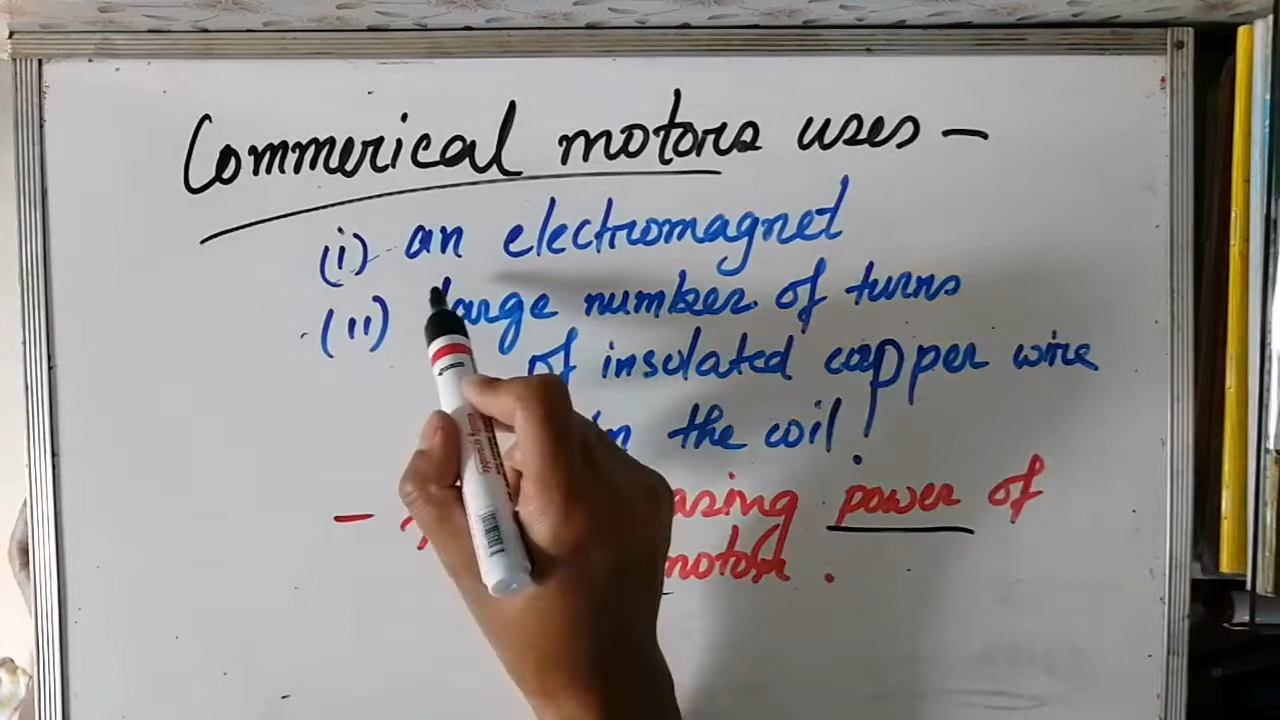 Commerical motors uses —
(i) an electromagnet
(ii) large number of turns
of insulated copper wire
in the coil!
- power of
motor.